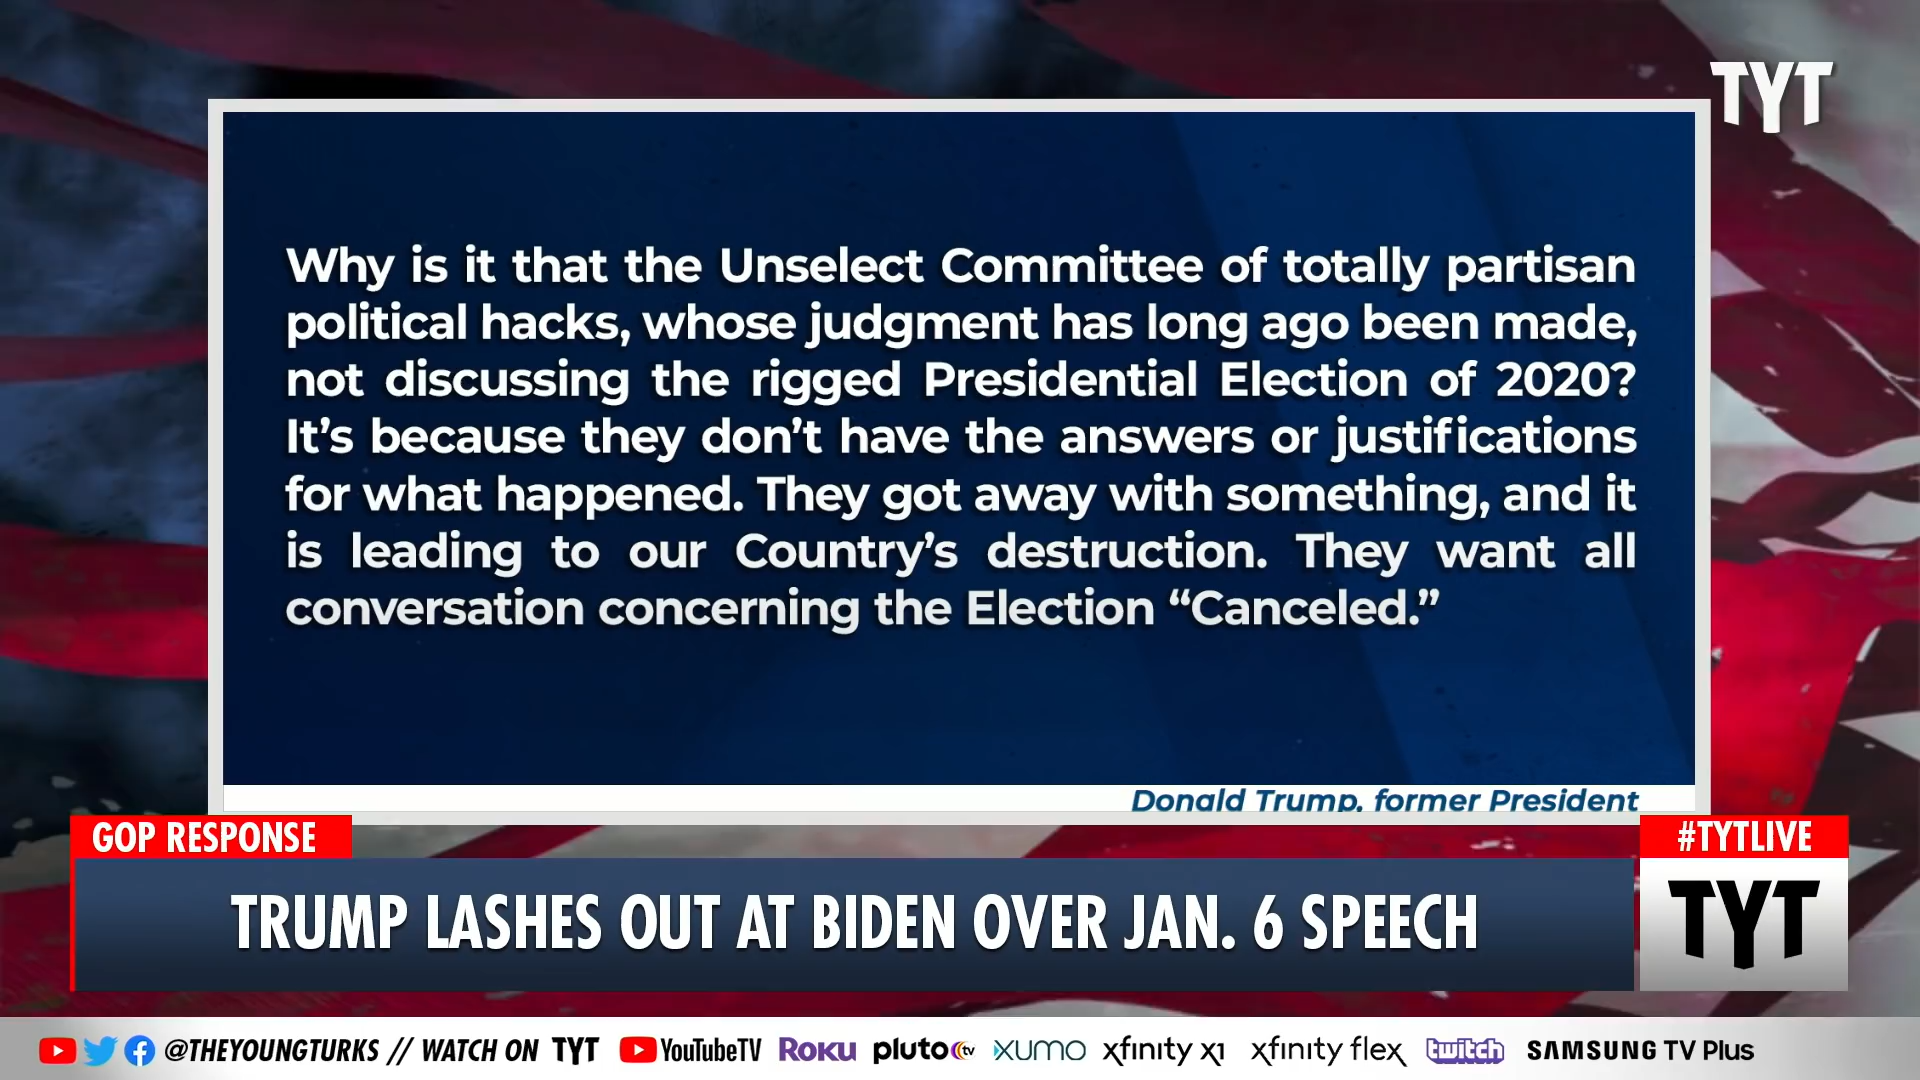 TYT
Why is it that the Unselect Committee of totally partisan
political hacks, whose judgment has long ago been made,
not discussing the rigged Presidential Election of 2020?
It’s because they don’t have the answers or justifications
for what happened. They got away with something, and it
is leading to our Country’s destruction. They want all
conversation concerning the Election “Canceled.”
Donald Trump, former President
GOP RESPONSE
#TYTLIVE
TRUMP LASHES OUT AT BIDEN OVER JAN. 6 SPEECH
TYT
@THEYOUNGTURKS // WATCH ON TYT YouTubeTV ROKU pluto tv XUMO xfinity x1 xfinity flex twitch SAMSUNG TV Plus